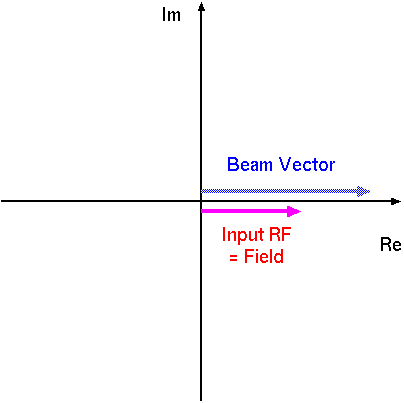 Im
Beam Vector
Input RF
= Field
Re